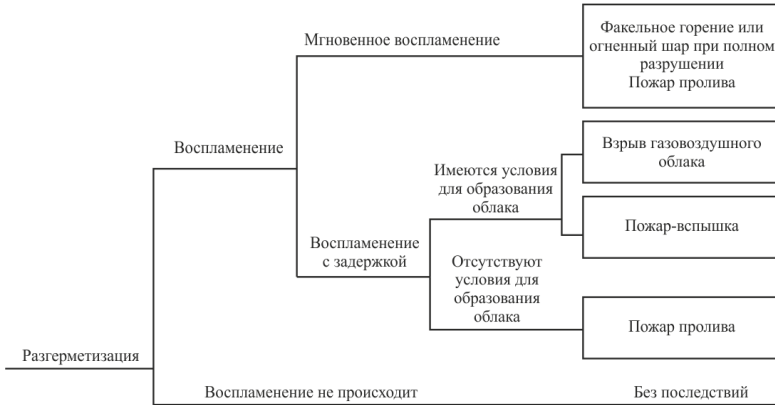 Факельное горение или
огненный шар при полном
разрушении
Пожар пролива
Мгновенное воспламенение
Воспламенение
Взрыв газовоздушного
облака
Имеются условия
для образования
облака
Пожар-вспышка
Воспламенение
с задержкой
Отсутствуют
условия для
образования
облака
Пожар пролива
Разгерметизация
Воспламенение не происходит
Без последствий